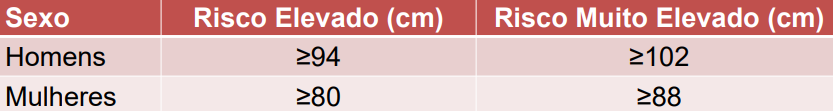 Sexo Risco Elevado (cm) Risco Muito Elevado (cm)
Homens ≥94 ≥102
Mulheres ≥80 ≥88